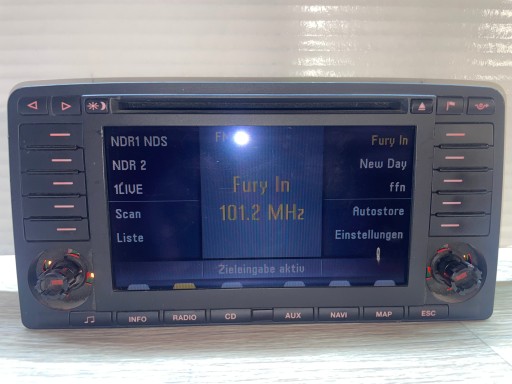 NDR1 NDS
FM
Fury In
NDR 2
New Day
1LIVE
Fury In
ffn
Scan
101.2 MHz
Autostore
Liste
Einstellungen
Zieleingabe aktiv
INFO
RADIO
CD
AUX
NAVI
MAP
ESC